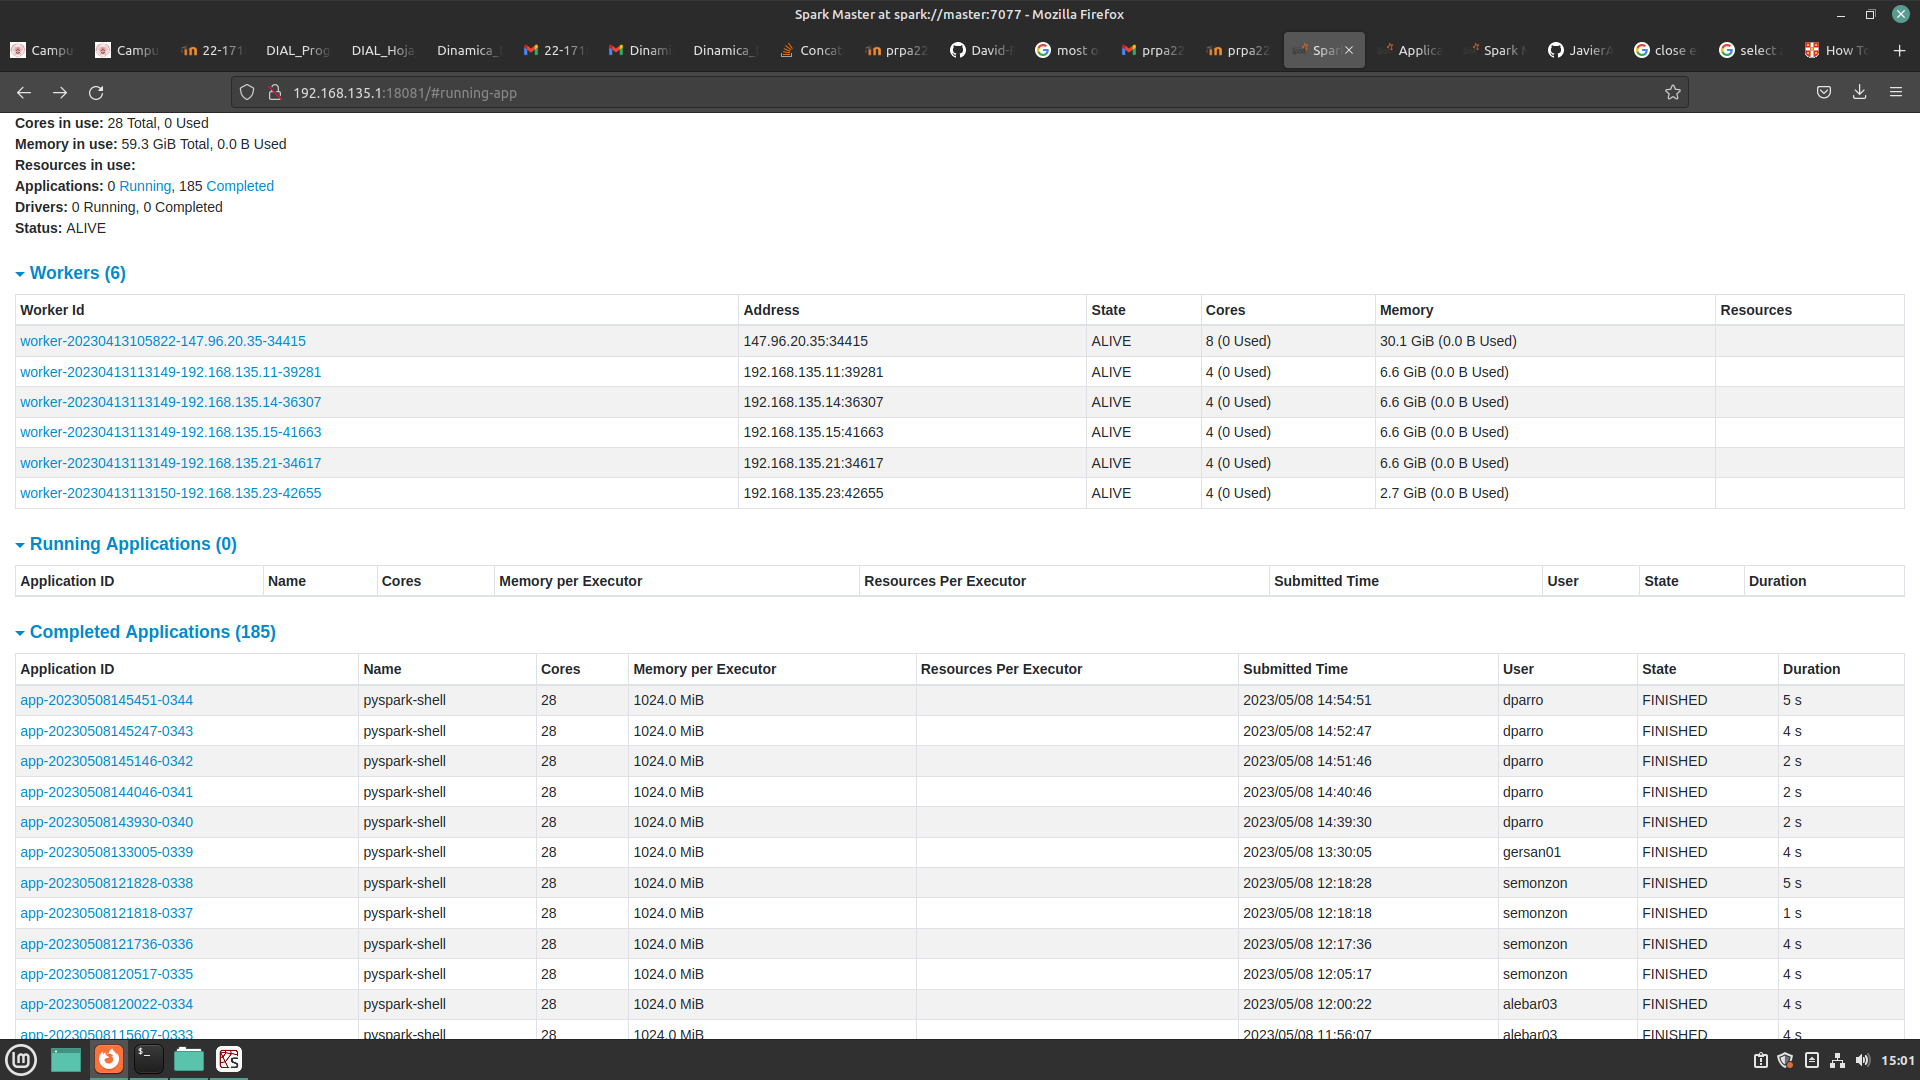 Spark Master at spark://master:7077 - Mozilla Firefox
Campu Campu 22-171 DIAL_Prog DIAL_Hoja Dinamica_ 22-171 Dinami Dinamica_ Concat prpa22 David- most o prpa22 prpa22 Spar Applica Spark JavierA close e select How To
192.168.135.1:18081/#running-app
Cores in use: 28 Total, 0 Used
Memory in use: 59.3 GiB Total, 0.0 B Used
Resources in use:
Applications: 0 Running, 185 Completed
Drivers: 0 Running, 0 Completed
Status: ALIVE
Workers (6)
Worker Id Address State Cores Memory Resources
worker-20230413105822-147.96.20.35-34415 147.96.20.35:34415 ALIVE 8 (0 Used) 30.1 GiB (0.0 B Used)
worker-20230413113149-192.168.135.11-39281 192.168.135.11:39281 ALIVE 4 (0 Used) 6.6 GiB (0.0 B Used)
worker-20230413113149-192.168.135.14-36307 192.168.135.14:36307 ALIVE 4 (0 Used) 6.6 GiB (0.0 B Used)
worker-20230413113149-192.168.135.15-41663 192.168.135.15:41663 ALIVE 4 (0 Used) 6.6 GiB (0.0 B Used)
worker-20230413113149-192.168.135.21-34617 192.168.135.21:34617 ALIVE 4 (0 Used) 6.6 GiB (0.0 B Used)
worker-20230413113150-192.168.135.23-42655 192.168.135.23:42655 ALIVE 4 (0 Used) 2.7 GiB (0.0 B Used)
Running Applications (0)
Application ID Name Cores Memory per Executor Resources Per Executor Submitted Time User State Duration
Completed Applications (185)
Application ID Name Cores Memory per Executor Resources Per Executor Submitted Time User State Duration
app-20230508145451-0344 pyspark-shell 28 1024.0 MiB 2023/05/08 14:54:51 dparro FINISHED 5 s
app-20230508145247-0343 pyspark-shell 28 1024.0 MiB 2023/05/08 14:52:47 dparro FINISHED 4 s
app-20230508145146-0342 pyspark-shell 28 1024.0 MiB 2023/05/08 14:51:46 dparro FINISHED 2 s
app-20230508144046-0341 pyspark-shell 28 1024.0 MiB 2023/05/08 14:40:46 dparro FINISHED 2 s
app-20230508143930-0340 pyspark-shell 28 1024.0 MiB 2023/05/08 14:39:30 dparro FINISHED 2 s
app-20230508133005-0339 pyspark-shell 28 1024.0 MiB 2023/05/08 13:30:05 gersan01 FINISHED 4 s
app-20230508121828-0338 pyspark-shell 28 1024.0 MiB 2023/05/08 12:18:28 semonzon FINISHED 5 s
app-20230508121818-0337 pyspark-shell 28 1024.0 MiB 2023/05/08 12:18:18 semonzon FINISHED 1 s
app-20230508121736-0336 pyspark-shell 28 1024.0 MiB 2023/05/08 12:17:36 semonzon FINISHED 4 s
app-20230508120517-0335 pyspark-shell 28 1024.0 MiB 2023/05/08 12:05:17 semonzon FINISHED 4 s
app-20230508120022-0334 pyspark-shell 28 1024.0 MiB 2023/05/08 12:00:22 alebar03 FINISHED 4 s
app-20230508115607-0333 pyspark-shell 28 1024.0 MiB 2023/05/08 11:56:07 alebar03 FINISHED 4 s
15:01